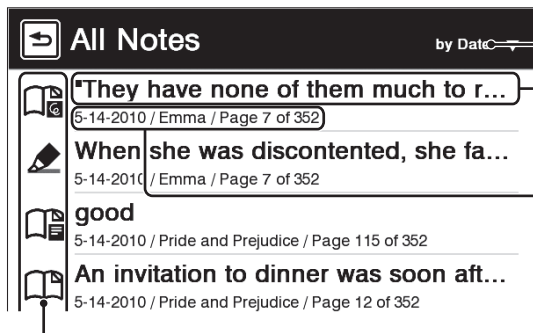 All Notes
by Date
"They have none of them much to r...
5-14-2010 / Emma / Page 7 of 352
When she was discontented, she fa...
5-14-2010 / Emma / Page 7 of 352
good
5-14-2010 / Pride and Prejudice / Page 115 of 352
An invitation to dinner was soon aft...
5-14-2010 / Pride and Prejudice / Page 12 of 352